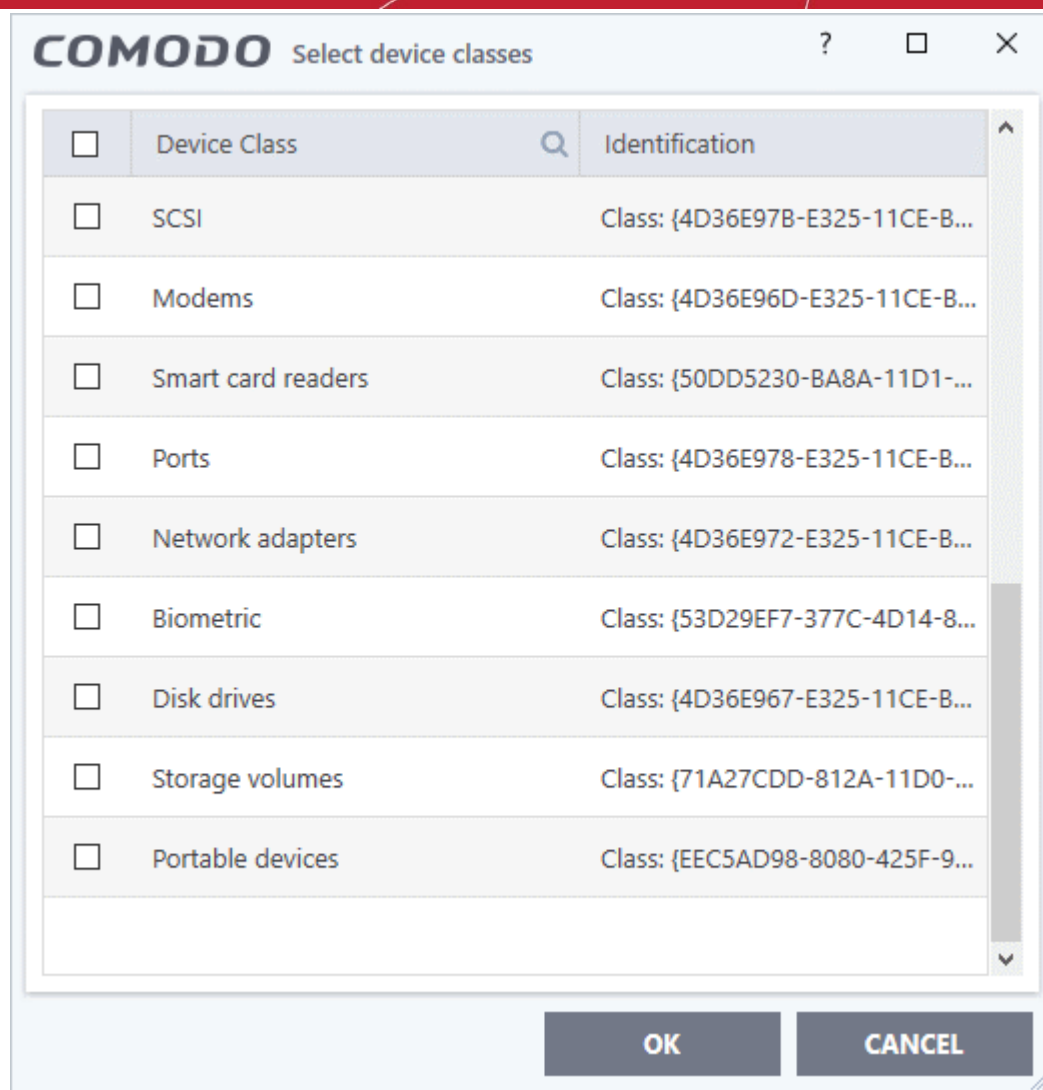 COMODO Select device classes ?
Device Class Identification
SCSI Class: {4D36E97B-E325-11CE-B...
Modems Class: {4D36E96D-E325-11CE-B...
Smart card readers Class: {50DD5230-BA8A-11D1-...
Ports Class: {4D36E978-E325-11CE-B...
Network adapters Class: {4D36E972-E325-11CE-B...
Biometric Class: {53D29EF7-377C-4D14-8...
Disk drives Class: {4D36E967-E325-11CE-B...
Storage volumes Class: {71A27CDD-812A-11D0-...
Portable devices Class: {EEC5AD98-8080-425F-9...
OK CANCEL